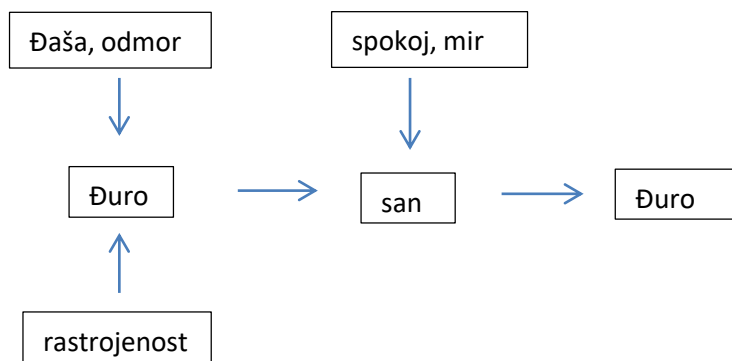 Đaša, odmor
spokoj, mir
Đuro
san
Đuro
rastrojenost